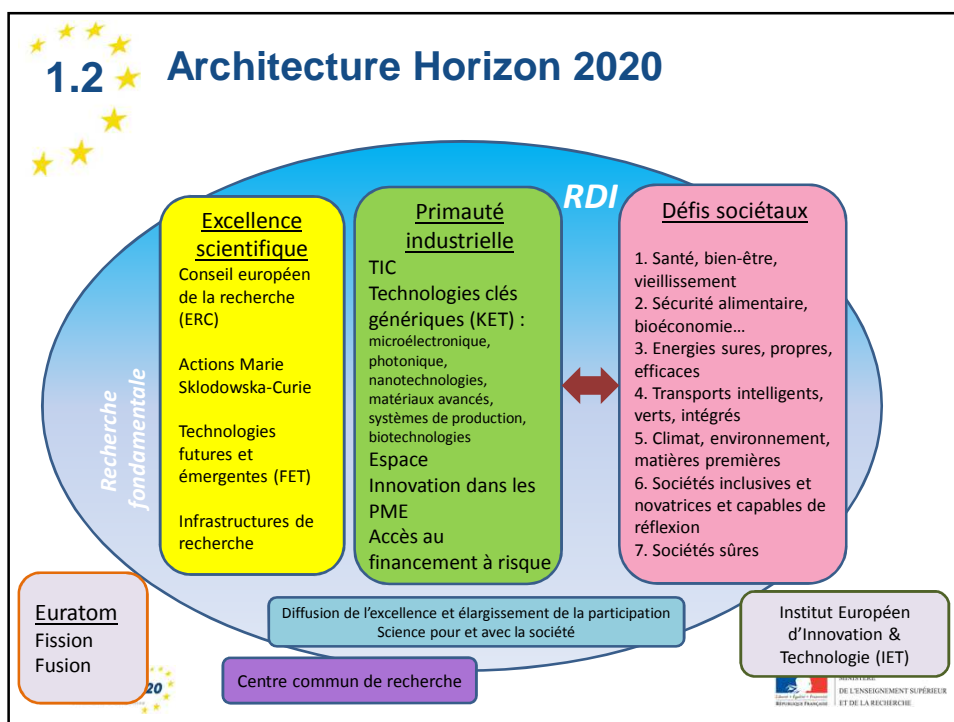 1.2
Architecture Horizon 2020
RDI
Recherche
fondamentale
Excellence
scientifique
Conseil européen
de la recherche
(ERC)
Actions Marie
Sklodowska-Curie
Technologies
futures et
émergentes (FET)
Infrastructures de
recherche
Primauté
industrielle
TIC
Technologies clés
génériques (KET) :
microélectronique,
photonique,
nanotechnologies,
matériaux avancés,
systèmes de production,
biotechnologies
Espace
Innovation dans les
PME
Accès au
financement à risque
Défis sociétaux
1. Santé, bien-être,
vieillissement
2. Sécurité alimentaire,
bioéconomie…
3. Energies sures, propres,
efficaces
4. Transports intelligents,
verts, intégrés
5. Climat, environnement,
matières premières
6. Sociétés inclusives et
novatrices et capables de
réflexion
7. Sociétés sûres
Euratom
Fission
Fusion
Diffusion de l’excellence et élargissement de la participation
Science pour et avec la société
Institut Européen
d’Innovation &
Technologie (IET)
Centre commun de recherche
20
MINISTÈRE
DE L'ENSEIGNEMENT SUPÉRIEUR
ET DE LA RECHERCHE
Liberté • Égalité • Fraternité
RÉPUBLIQUE FRANÇAISE